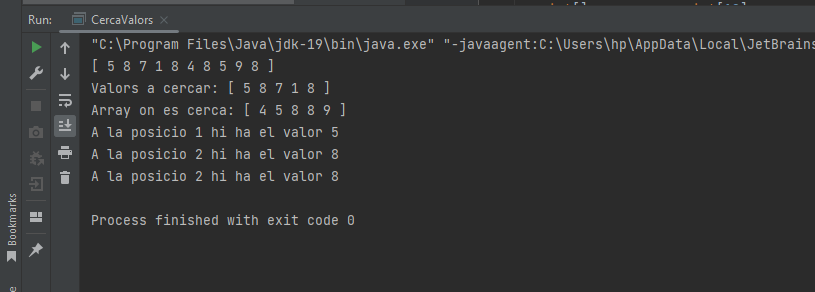 Run: CercaValors ×
"C:\Program Files\Java\jdk-19\bin\java.exe" "-javaagent:C:\Users\hp\AppData\Local\JetBrains
[ 5 8 7 1 8 4 8 5 9 8 ]
Valors a cercar: [ 5 8 7 1 8 ]
Array on es cerca: [ 4 5 8 8 9 ]
A la posicio 1 hi ha el valor 5
A la posicio 2 hi ha el valor 8
A la posicio 2 hi ha el valor 8
Process finished with exit code 0
Bookmarks